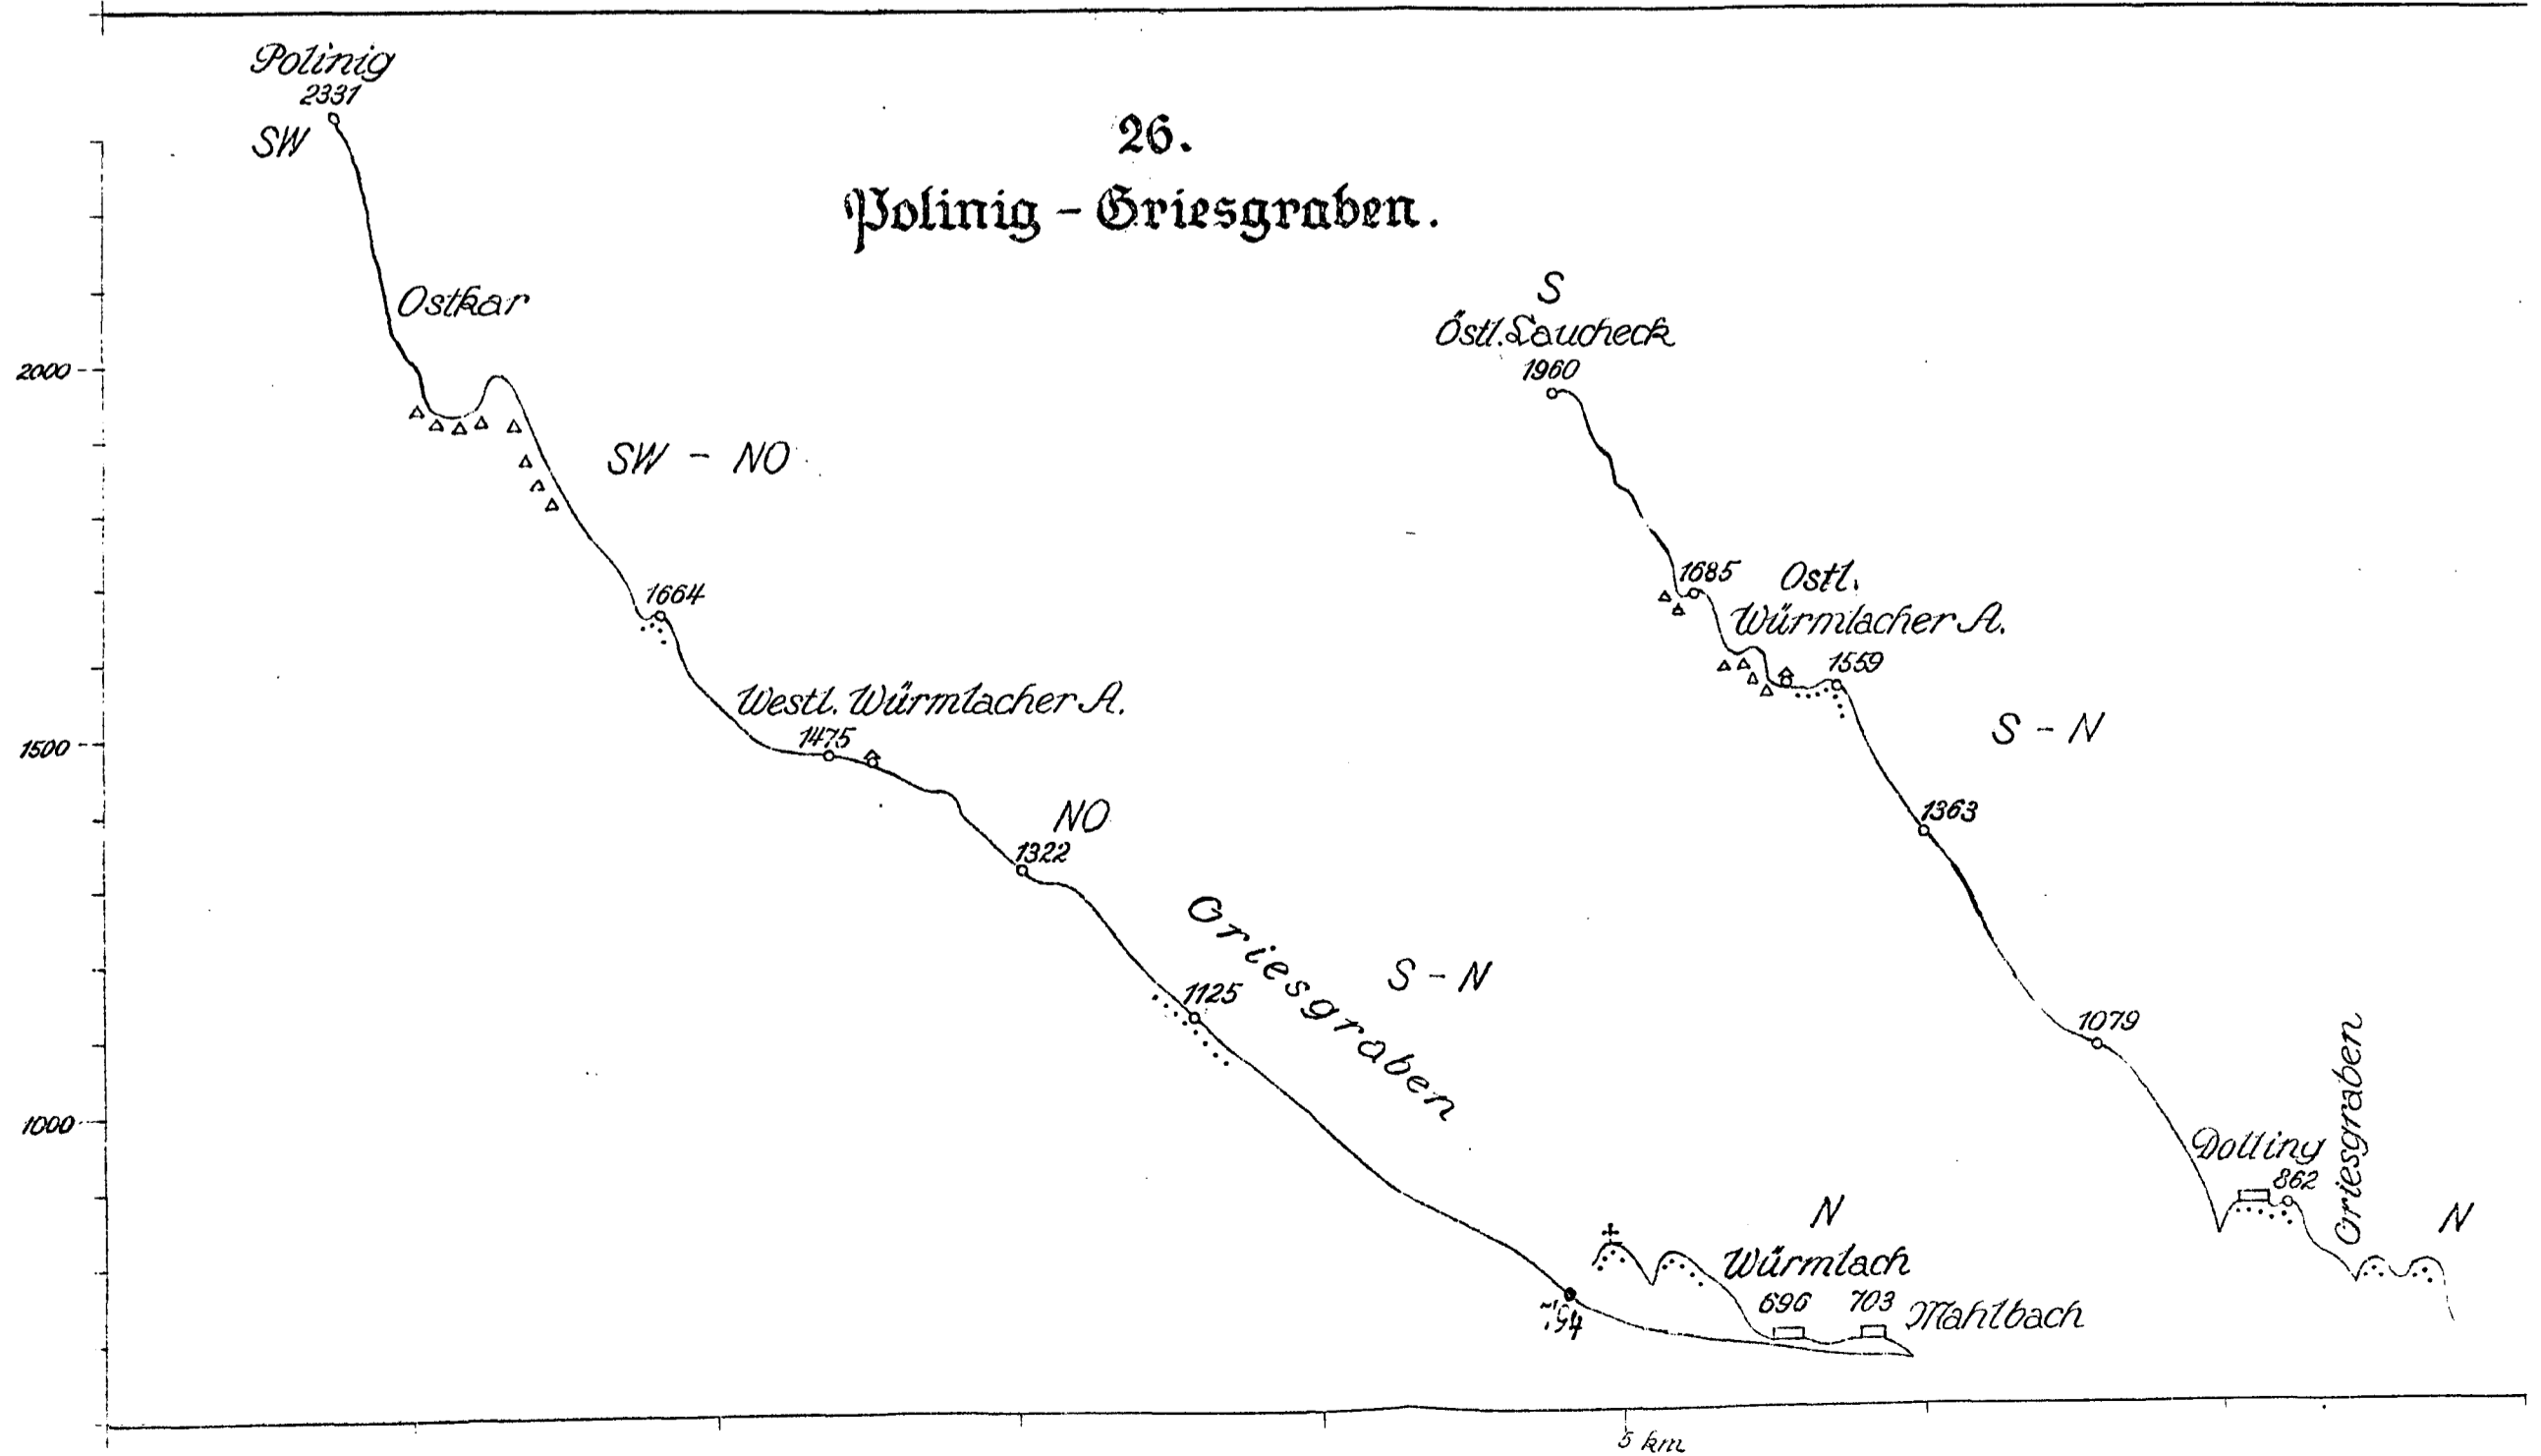 26.
Polinig – Griesgraben.
Polinig
2331
SW
Ostkar
SW – NO
1664
Westl. Würmlacher A.
1475
NO
1322
Griesgraben
S – N
1125
S
Östl. Laucheck
1960
1685
Östl.
Würmlacher A.
1559
S – N
1363
1079
Dolling
862
Griesgraben
N
N
Würmlach
696 703 Mahlbach
2000
1500
1000
5 km